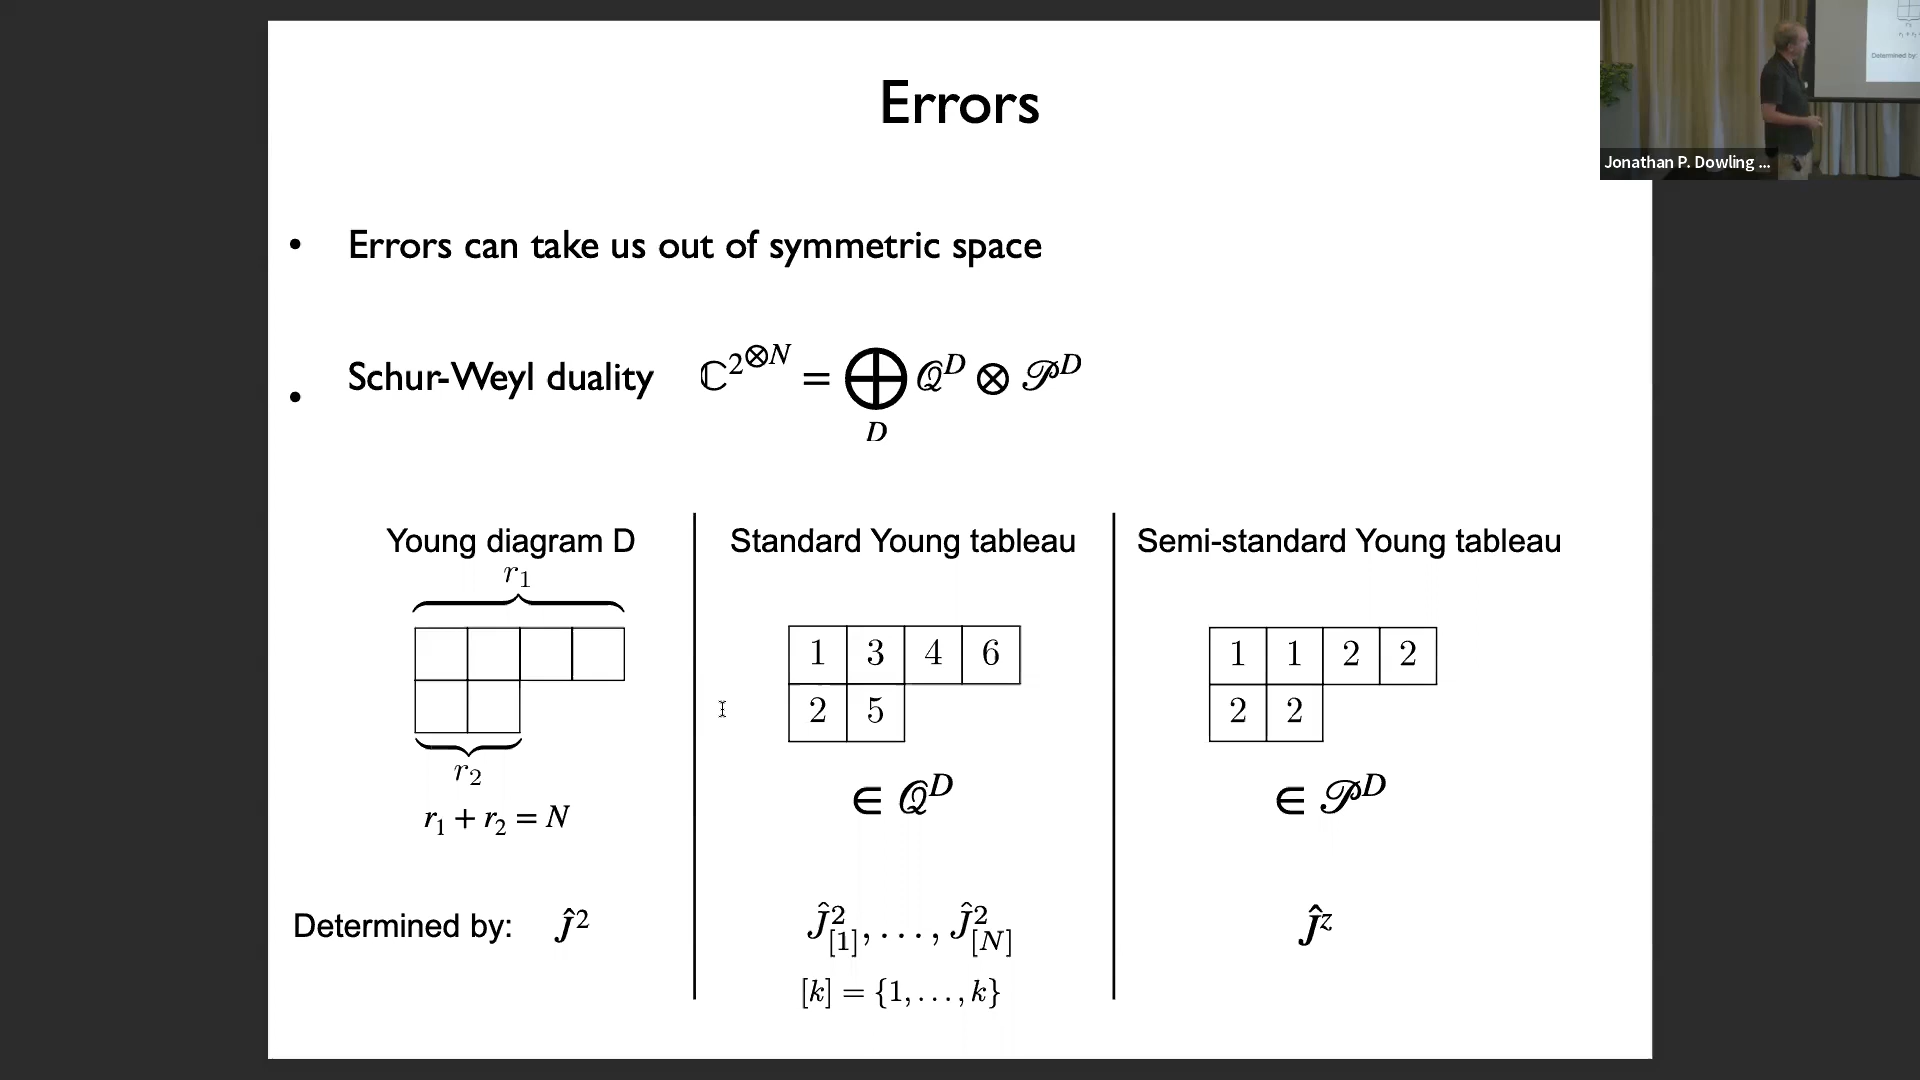 Errors
Jonathan P. Dowling ...
Determined by:
• Errors can take us out of symmetric space
• Schur-Weyl duality ℂ^{2^{⊗N}} = ⨁_D 𝒬^D ⊗ 𝒫^D
Young diagram D
r_1
r_2
r_1 + r_2 = N
Determined by: Ĵ^2
Standard Young tableau
1 3 4 6
2 5
∈ 𝒬^D
Ĵ^2_{[1]}, . . . , Ĵ^2_{[N]}
[k] = {1, . . . , k}
Semi-standard Young tableau
1 1 2 2
2 2
∈ 𝒫^D
Ĵ^z